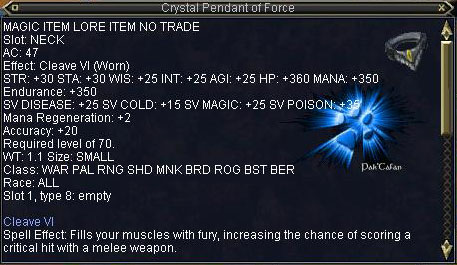 Crystal Pendant of Force
MAGIC ITEM LORE ITEM NO TRADE
Slot: NECK
AC: 47
Effect: Cleave VI (Worn)
STR: +30 STA: +30 WIS: +25 INT: +25 AGI: +25 HP: +360 MANA: +350
Endurance: +350
SV DISEASE: +25 SV COLD: +15 SV MAGIC: +25 SV POISON: +35
Mana Regeneration: +2
Accuracy: +20
Required level of 70.
WT: 1.1 Size: SMALL
Class: WAR PAL RNG SHD MNK BRD ROG BST BER
Race: ALL
Slot 1, type 8: empty
Pah'CaFan
Cleave VI
Spell Effect: Fills your muscles with fury, increasing the chance of scoring a
critical hit with a melee weapon.